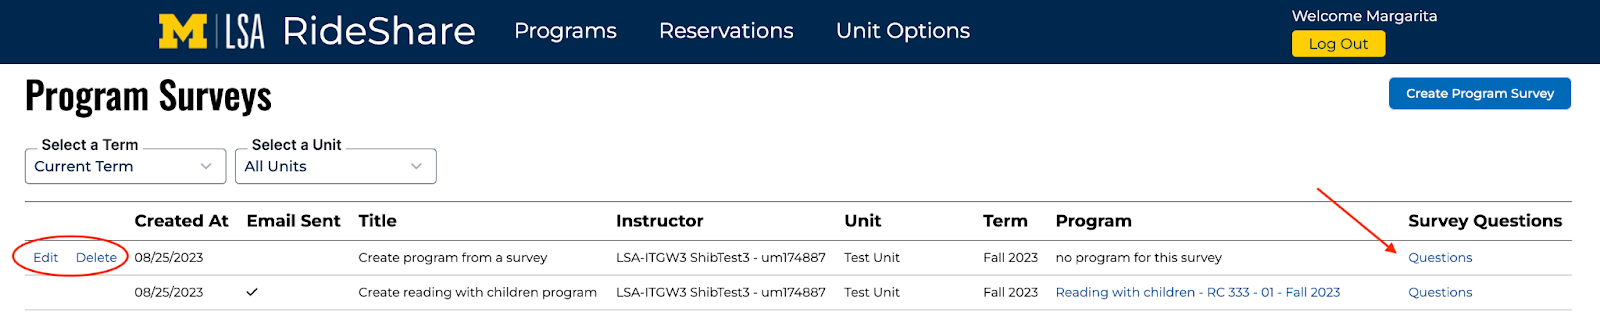 M LSA RideShare Programs Reservations Unit Options Welcome Margarita
Log Out
Program Surveys
Create Program Survey
Select a Term Select a Unit
Current Term All Units
Created At Email Sent Title Instructor Unit Term Program Survey Questions
Edit Delete 08/25/2023 Create program from a survey LSA-ITGW3 ShibTest3 - um174887 Test Unit Fall 2023 no program for this survey Questions
08/25/2023 ✓ Create reading with children program LSA-ITGW3 ShibTest3 - um174887 Test Unit Fall 2023 Reading with children - RC 333 - 01 - Fall 2023 Questions